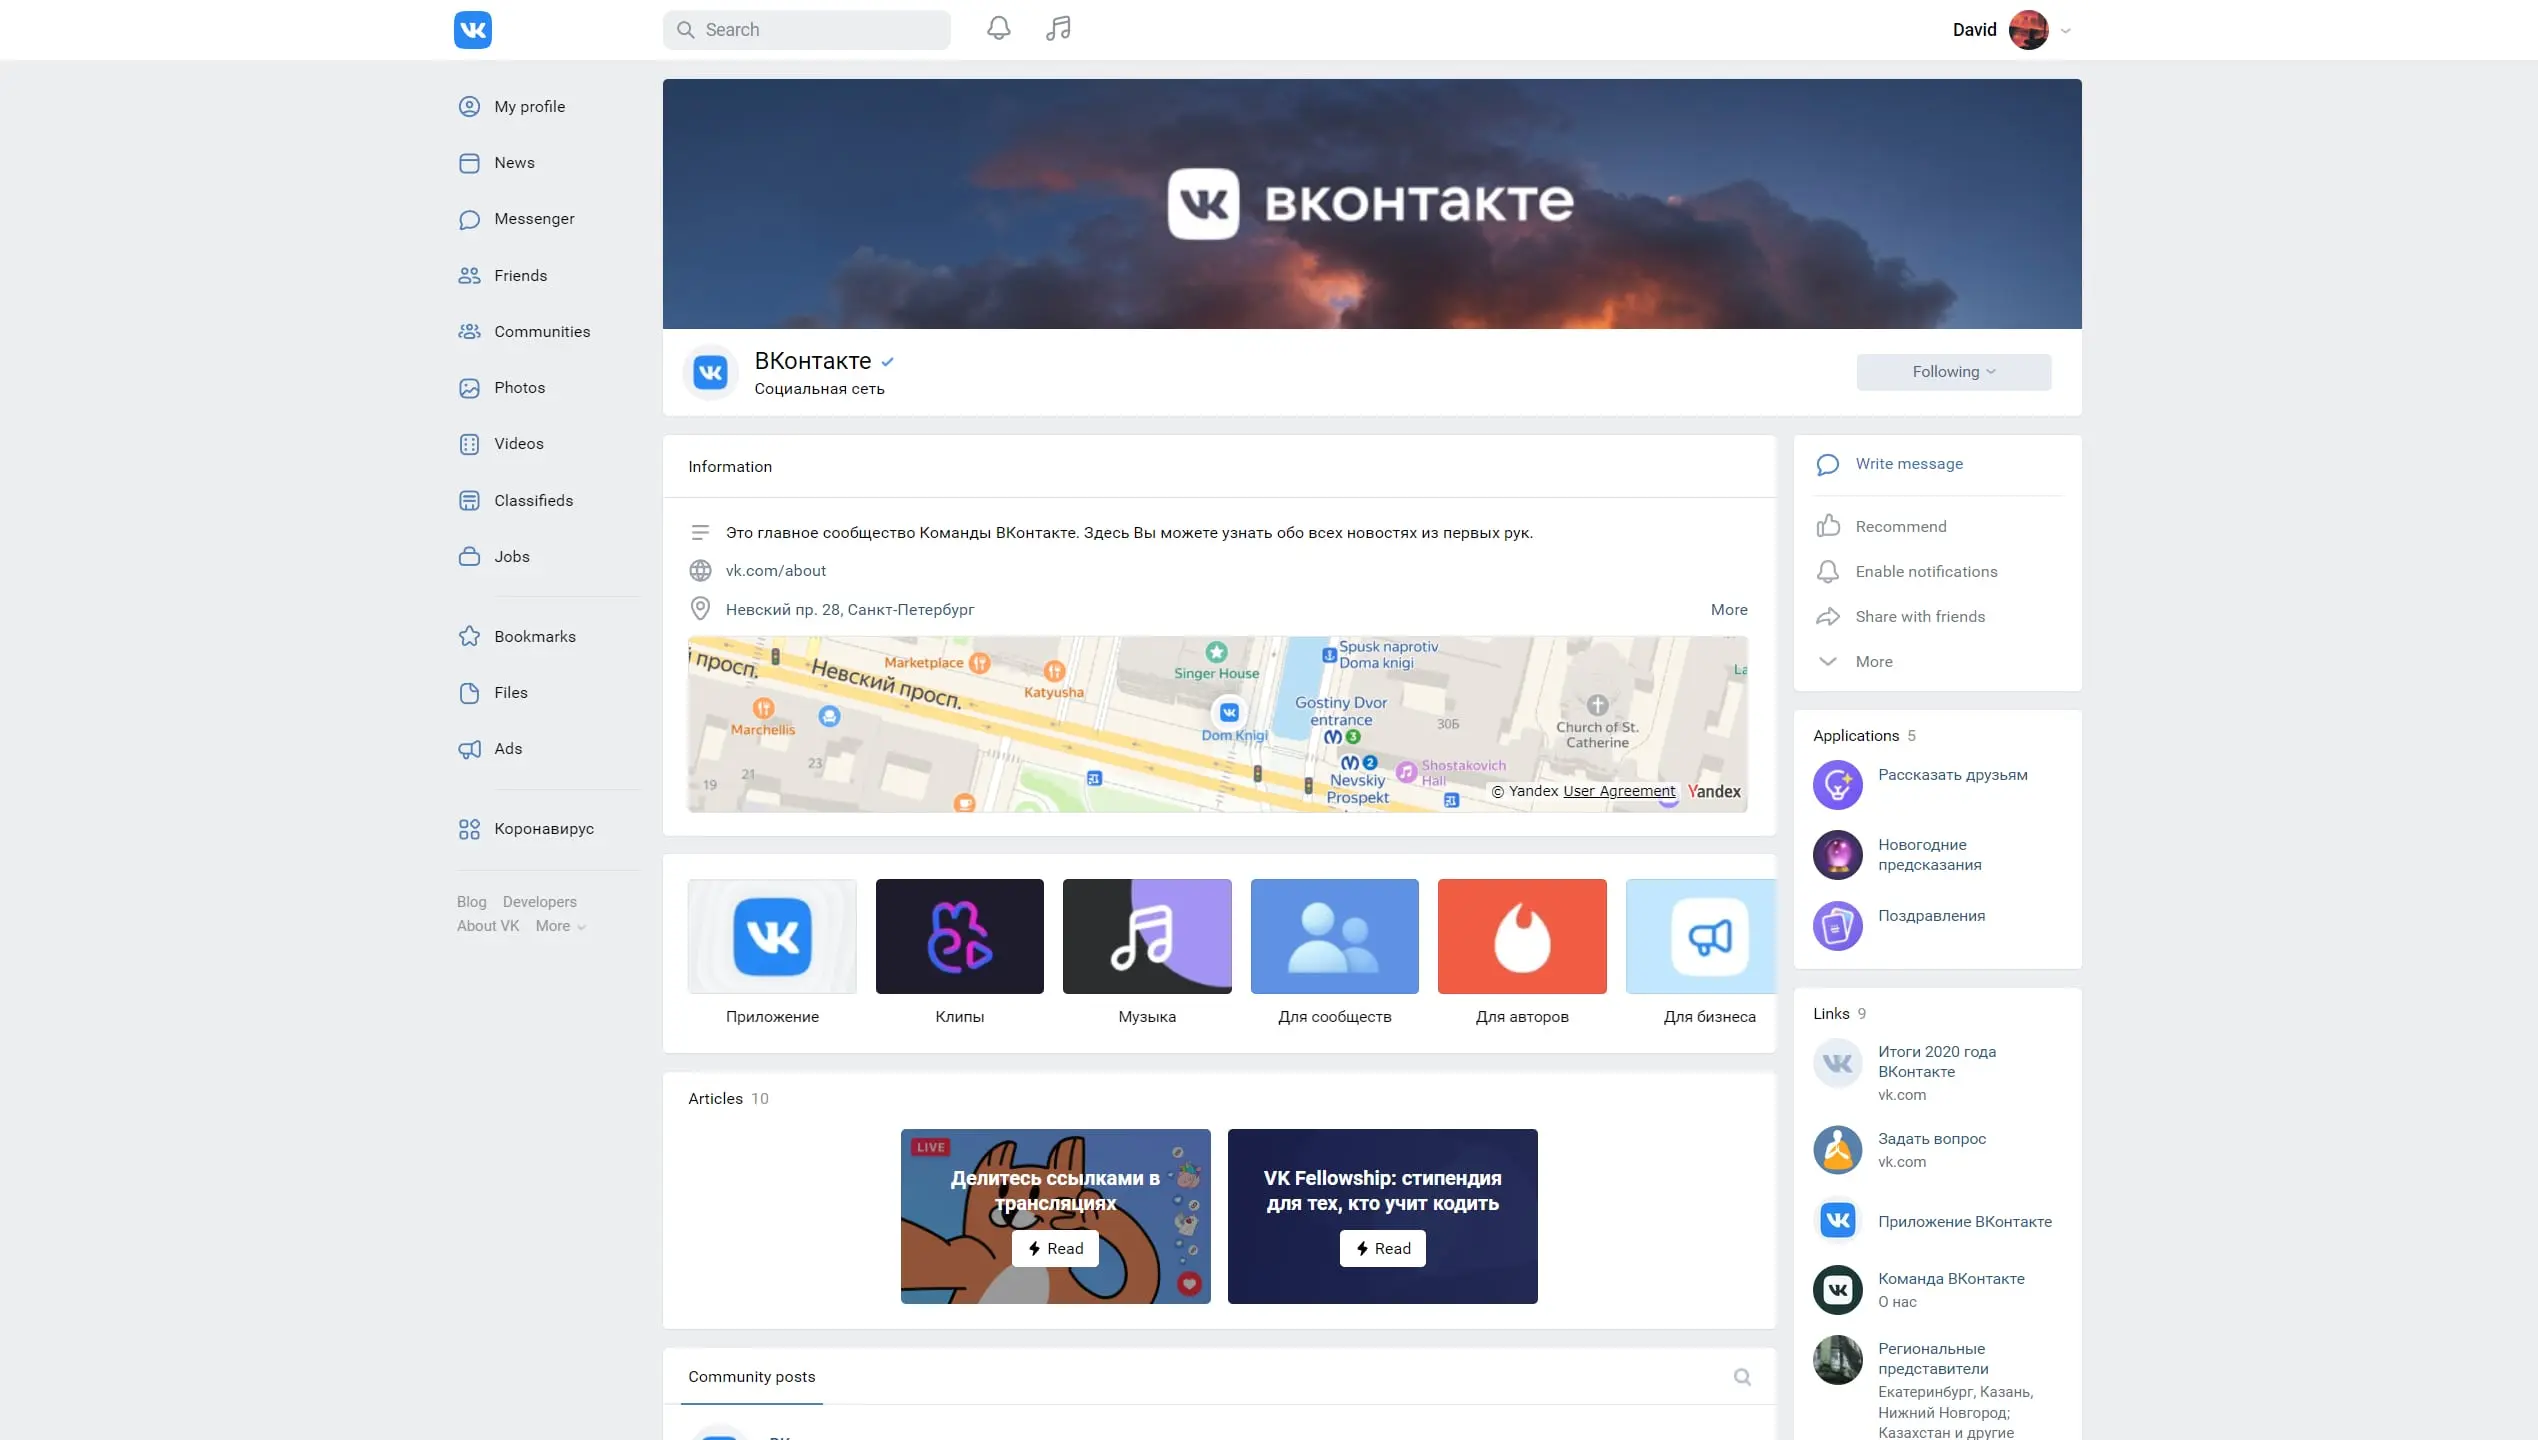 Search
David
My profile
News
Messenger
Friends
Communities
Photos
Videos
Classifieds
Jobs
Bookmarks
Files
Ads
Коронавирус
Blog Developers
About VK More
вконтакте
ВКонтакте
Социальная сеть
Following
Information
Это главное сообщество Команды ВКонтакте. Здесь Вы можете узнать обо всех новостях из первых рук.
vk.com/about
Невский пр. 28, Санкт-Петербург
More
й просп.
Невский просп.
Marketplace
Katyusha
Marchellis
Singer House
Dom Knigi
Spusk naprotiv
Doma knigi
Gostiny Dvor
entrance
3
2
Nevskiy
Prospekt
30Б
Shostakovich
Hall
Church of St.
Catherine
La
19
21
23
© Yandex User Agreement Yandex
Приложение
Клипы
Музыка
Для сообществ
Для авторов
Для бизнеса
Articles 10
LIVE
Делитесь ссылками в
трансляциях
Read
VK Fellowship: стипендия
для тех, кто учит кодить
Read
Community posts
Write message
Recommend
Enable notifications
Share with friends
More
Applications 5
Рассказать друзьям
Новогодние
предсказания
Поздравления
Links 9
Итоги 2020 года
ВКонтакте
vk.com
Задать вопрос
vk.com
Приложение ВКонтакте
Команда ВКонтакте
О нас
Региональные
представители
Екатеринбург, Казань,
Нижний Новгород;
Казахстан и другие